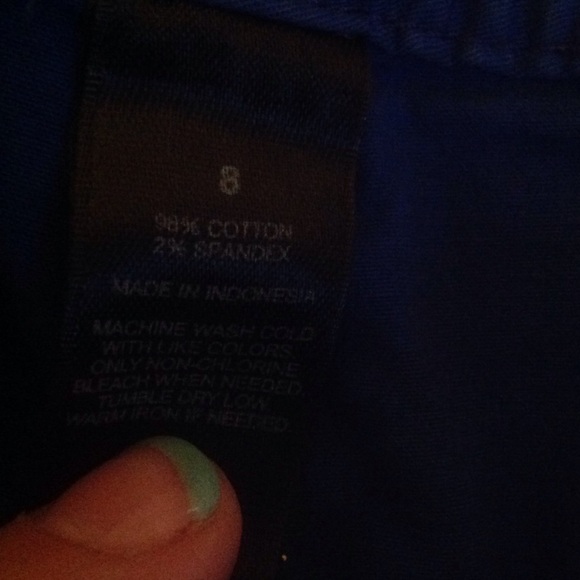 8
98% COTTON
2% SPANDEX
MADE IN INDONESIA
MACHINE WASH COLD
WITH LIKE COLORS
ONLY NON-CHLORINE
BLEACH WHEN NEEDED
TUMBLE DRY LOW
WARM IRON IF NEEDED